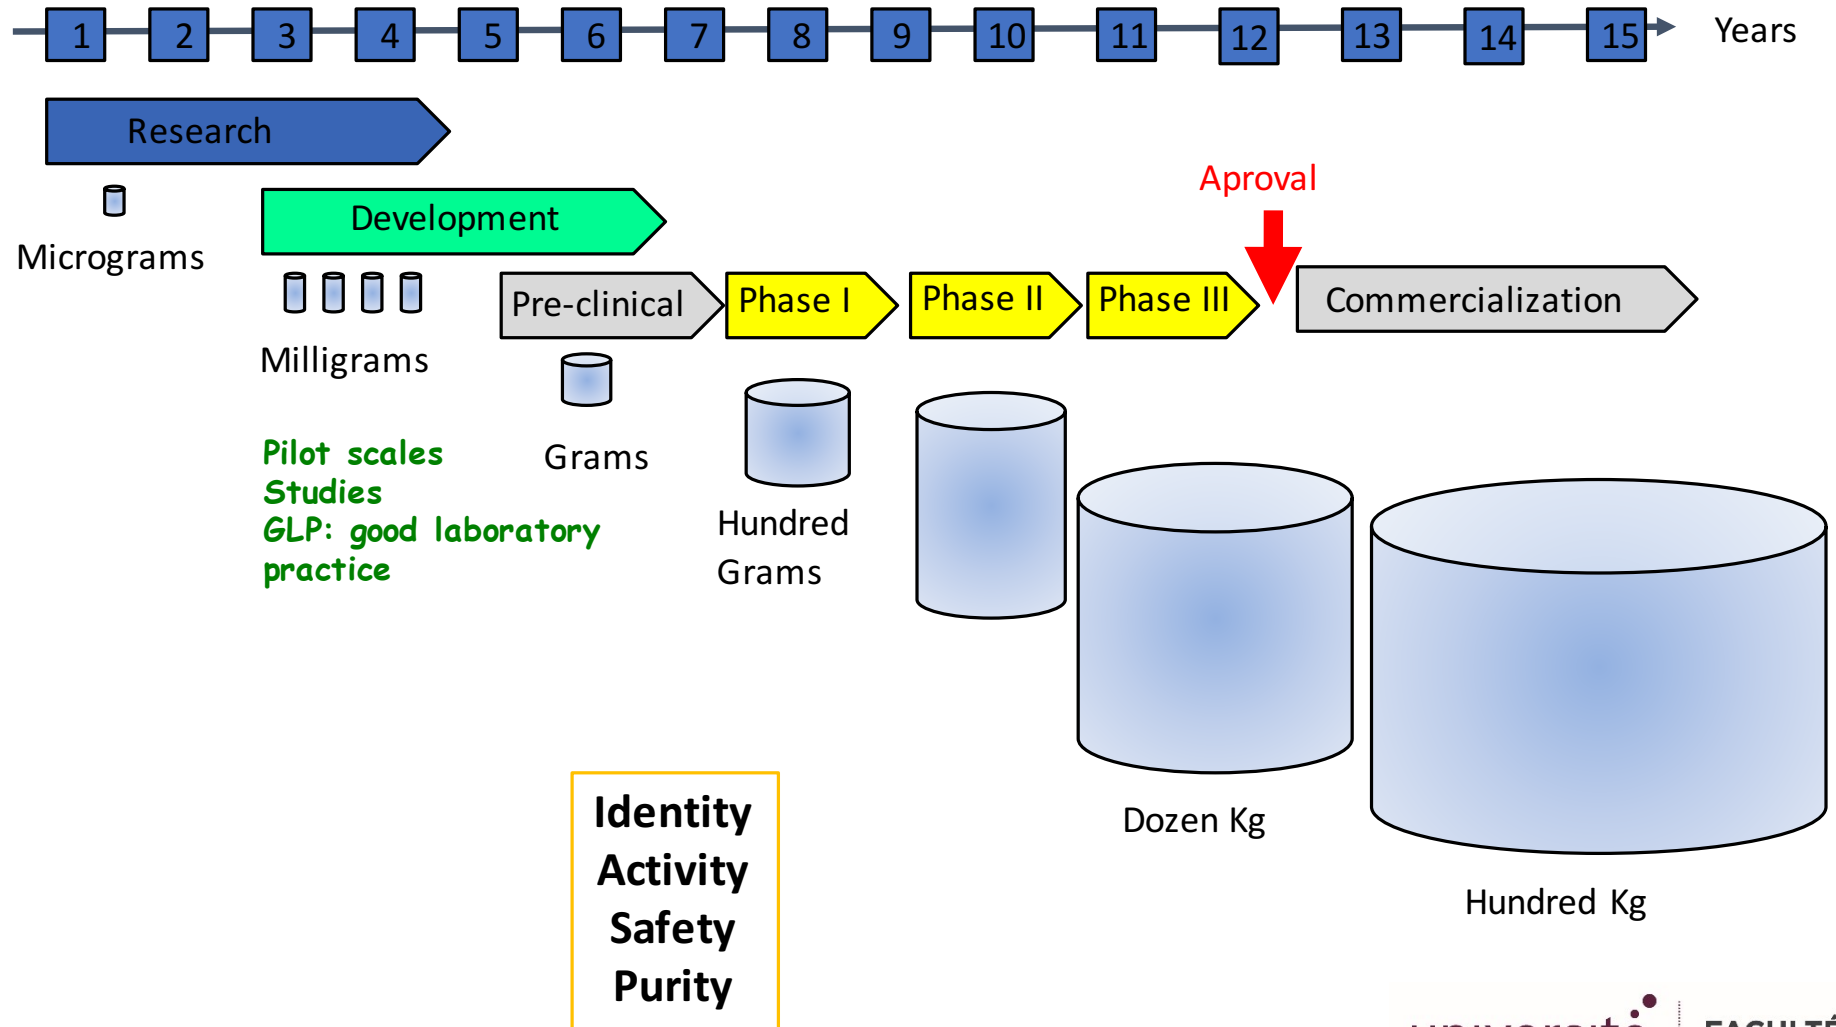 1 2 3 4 5 6 7 8 9 10 11 12 13 14 15 Years
Research
Micrograms
Development
Milligrams
Pilot scales
Studies
GLP: good laboratory
practice
Pre-clinical
Grams
Phase I
Hundred
Grams
Phase II
Phase III
Aproval
Commercialization
Dozen Kg
Hundred Kg
Identity
Activity
Safety
Purity